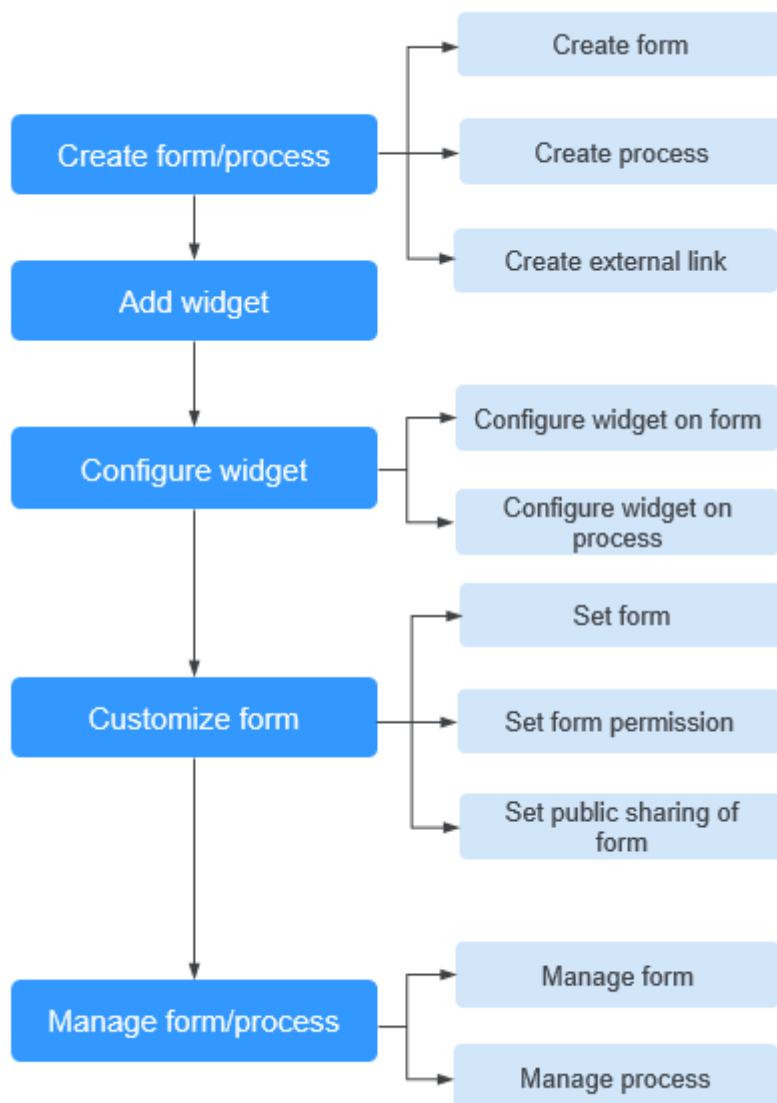 Create form
Create form/process
Create process
Create external link
Add widget
Configure widget on form
Configure widget
Configure widget on
process
Set form
Customize form
Set form permission
Set public sharing of
form
Manage form
Manage form/process
Manage process